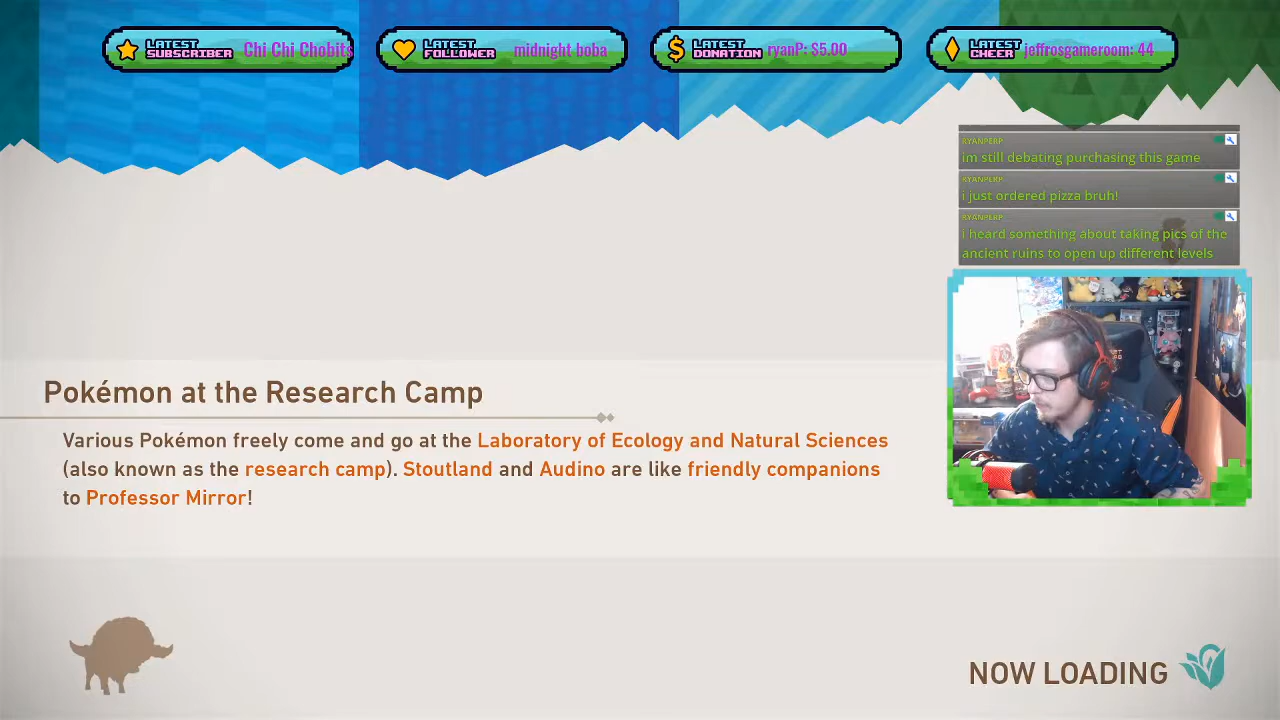 LATEST SUBSCRIBER Chi Chi Chobits
LATEST FOLLOWER midnight boba
LATEST DONATION ryanP: $5.00
LATEST CHEER jeffrosgameroom: 44
RYANPERP
im still debating purchasing this game
RYANPERP
i just ordered pizza bruh!
RYANPERP
i heard something about taking pics of the
ancient ruins to open up different levels
Pokémon at the Research Camp
Various Pokémon freely come and go at the Laboratory of Ecology and Natural Sciences
(also known as the research camp). Stoutland and Audino are like friendly companions
to Professor Mirror!
NOW LOADING